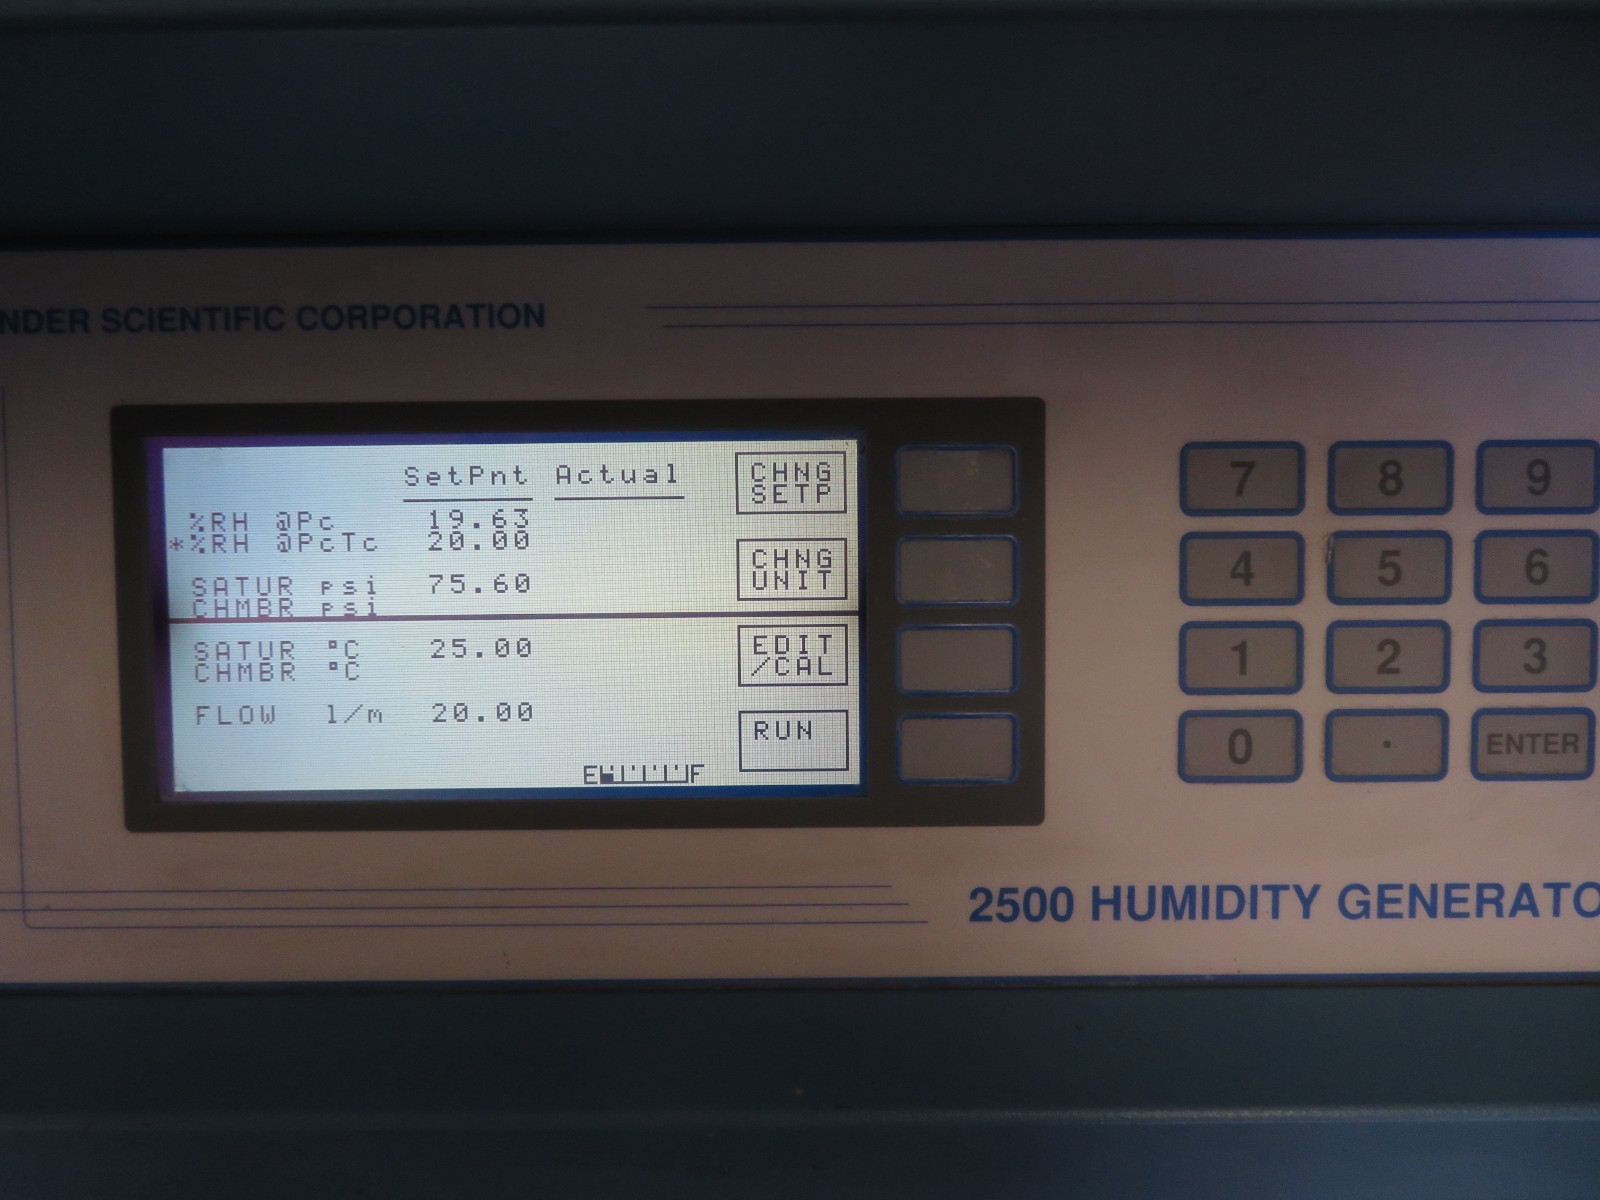 NDER SCIENTIFIC CORPORATION
SetPnt Actual
%RH @Pc 19.63
*%RH @PcTc 20.00
SATUR psi 75.60
CHMBR psi
SATUR °C 25.00
CHMBR °C
FLOW l/m 20.00
E F
CHNG
SETP
CHNG
UNIT
EDIT
/CAL
RUN
7 8 9
4 5 6
1 2 3
0 . ENTER
2500 HUMIDITY GENERATO